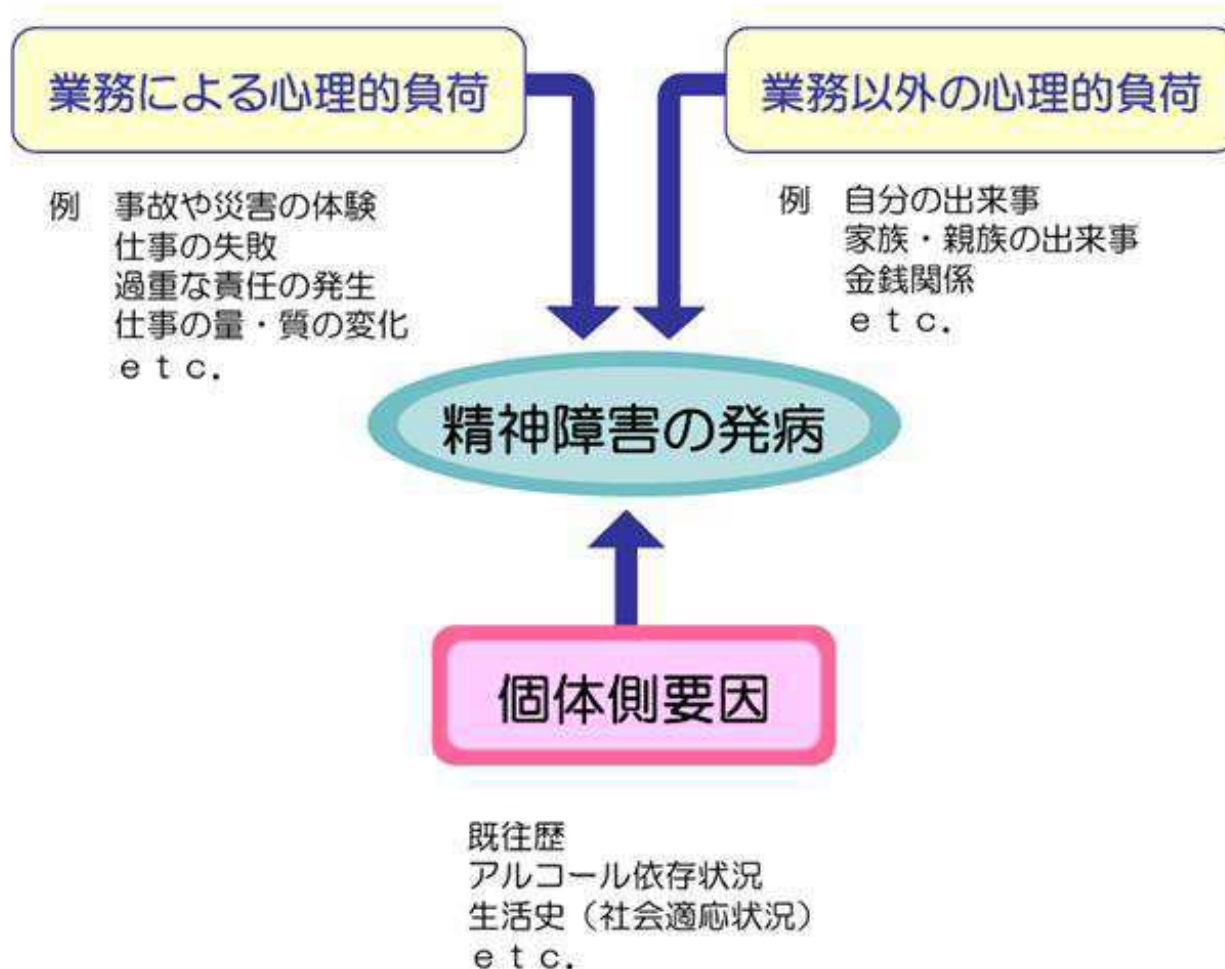 業務による心理的負荷
例 事故や災害の体験
仕事の失敗
過重な責任の発生
仕事の量・質の変化
ｅｔｃ．
業務以外の心理的負荷
例 自分の出来事
家族・親族の出来事
金銭関係
ｅｔｃ．
精神障害の発病
個体側要因
既往歴
アルコール依存状況
生活史（社会適応状況）
ｅｔｃ．